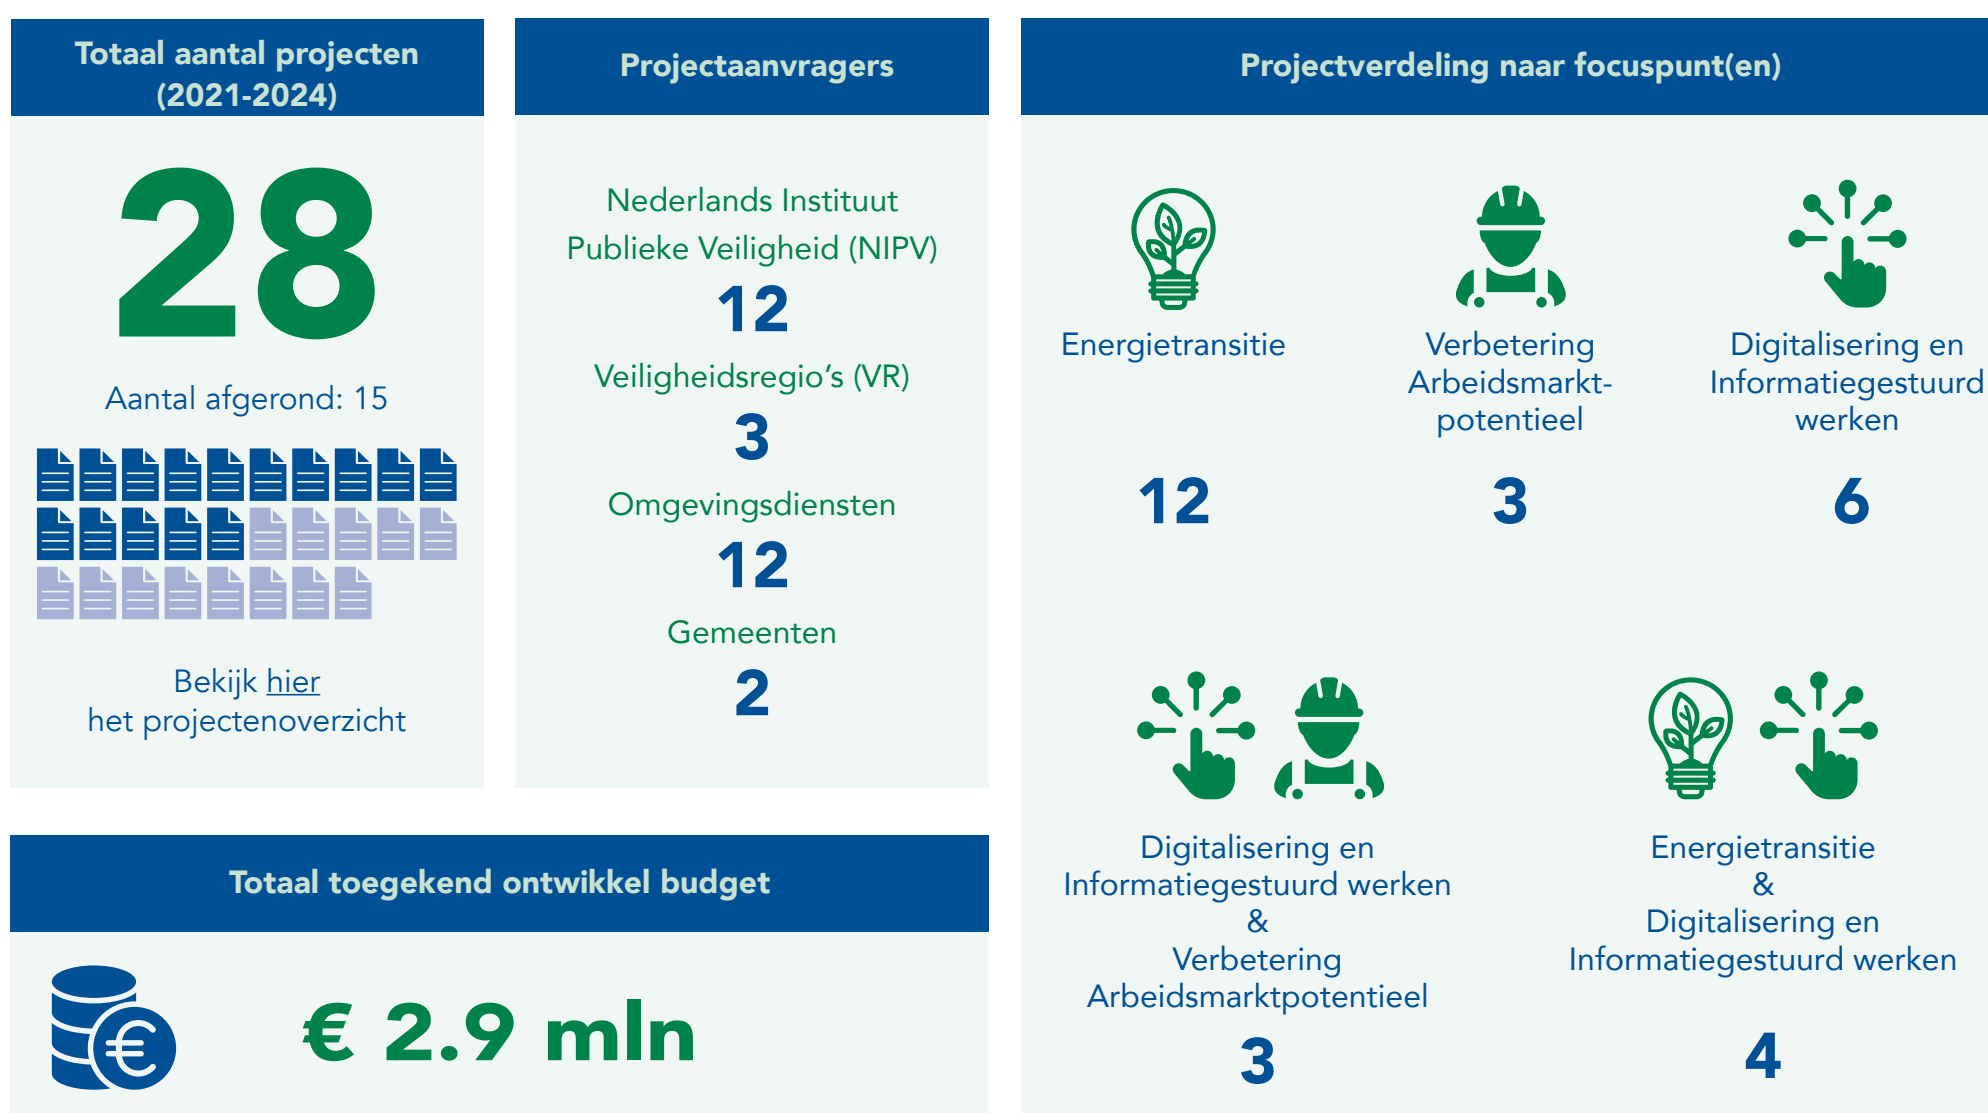 Totaal aantal projecten
(2021-2024)
28
Aantal afgerond: 15
Bekijk hier
het projectenoverzicht
Projectaanvragers
Nederlands Instituut
Publieke Veiligheid (NIPV)
12
Veiligheidsregio’s (VR)
3
Omgevingsdiensten
12
Gemeenten
2
Totaal toegekend ontwikkel budget
€ 2.9 mln
Projectverdeling naar focuspunt(en)
Energietransitie
12
Verbetering
Arbeidsmarkt-
potentieel
3
Digitalisering en
Informatiegestuurd
werken
6
Digitalisering en
Informatiegestuurd werken
&
Verbetering
Arbeidsmarktpotentieel
3
Energietransitie
&
Digitalisering en
Informatiegestuurd werken
4